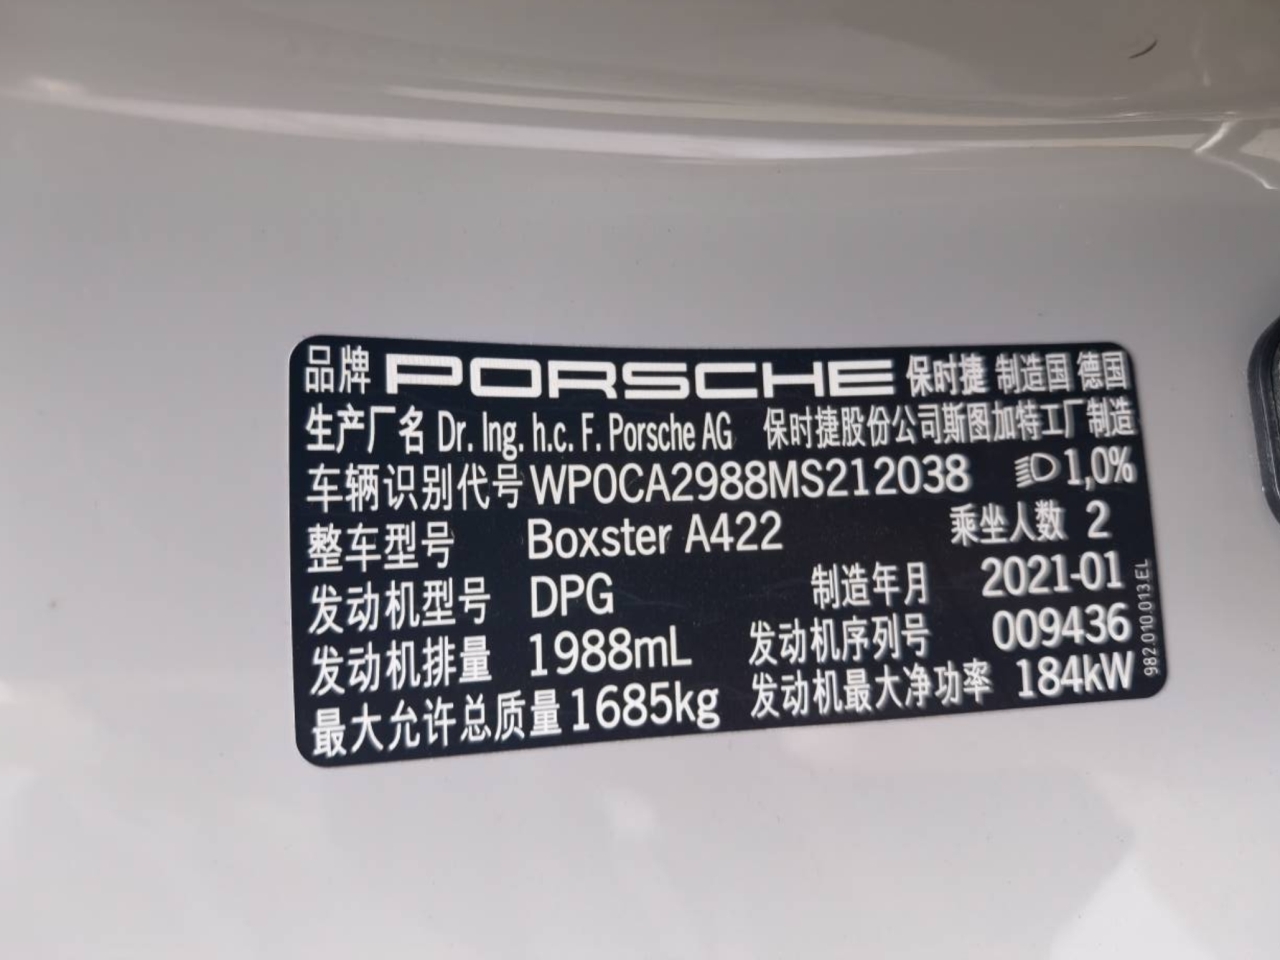 品牌 PORSCHE 保时捷 制造国 德国
生产厂名 Dr. Ing. h.c. F. Porsche AG 保时捷股份公司斯图加特工厂制造
车辆识别代号 WP0CA2988MS212038 1,0%
整车型号 Boxster A422 乘坐人数 2
发动机型号 DPG 制造年月 2021-01
发动机排量 1988mL 发动机序列号 009436
最大允许总质量 1685kg 发动机最大净功率 184kW
982.010.013.EL